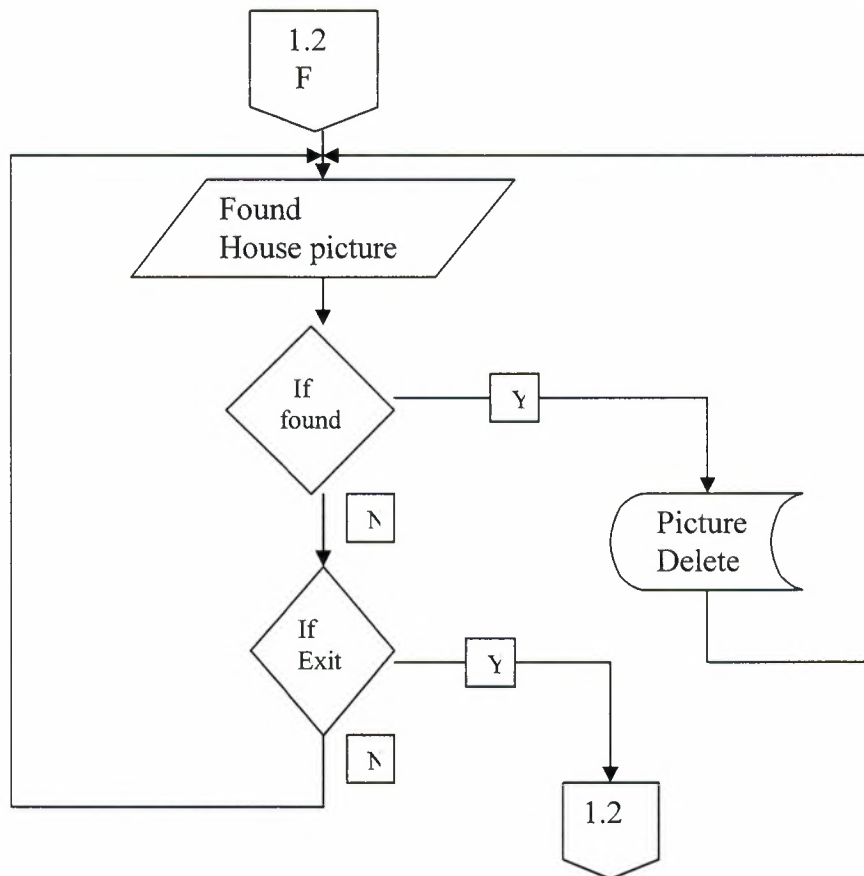 1.2
F
Found
House picture
If
found
Y
N
Picture
Delete
If
Exit
Y
N
1.2